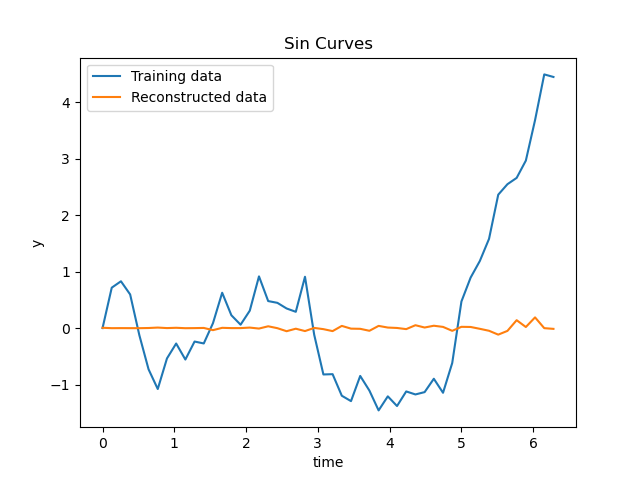 Sin Curves
Training data
Reconstructed data
4
3
2
1
0
−1
y
0 1 2 3 4 5 6
time